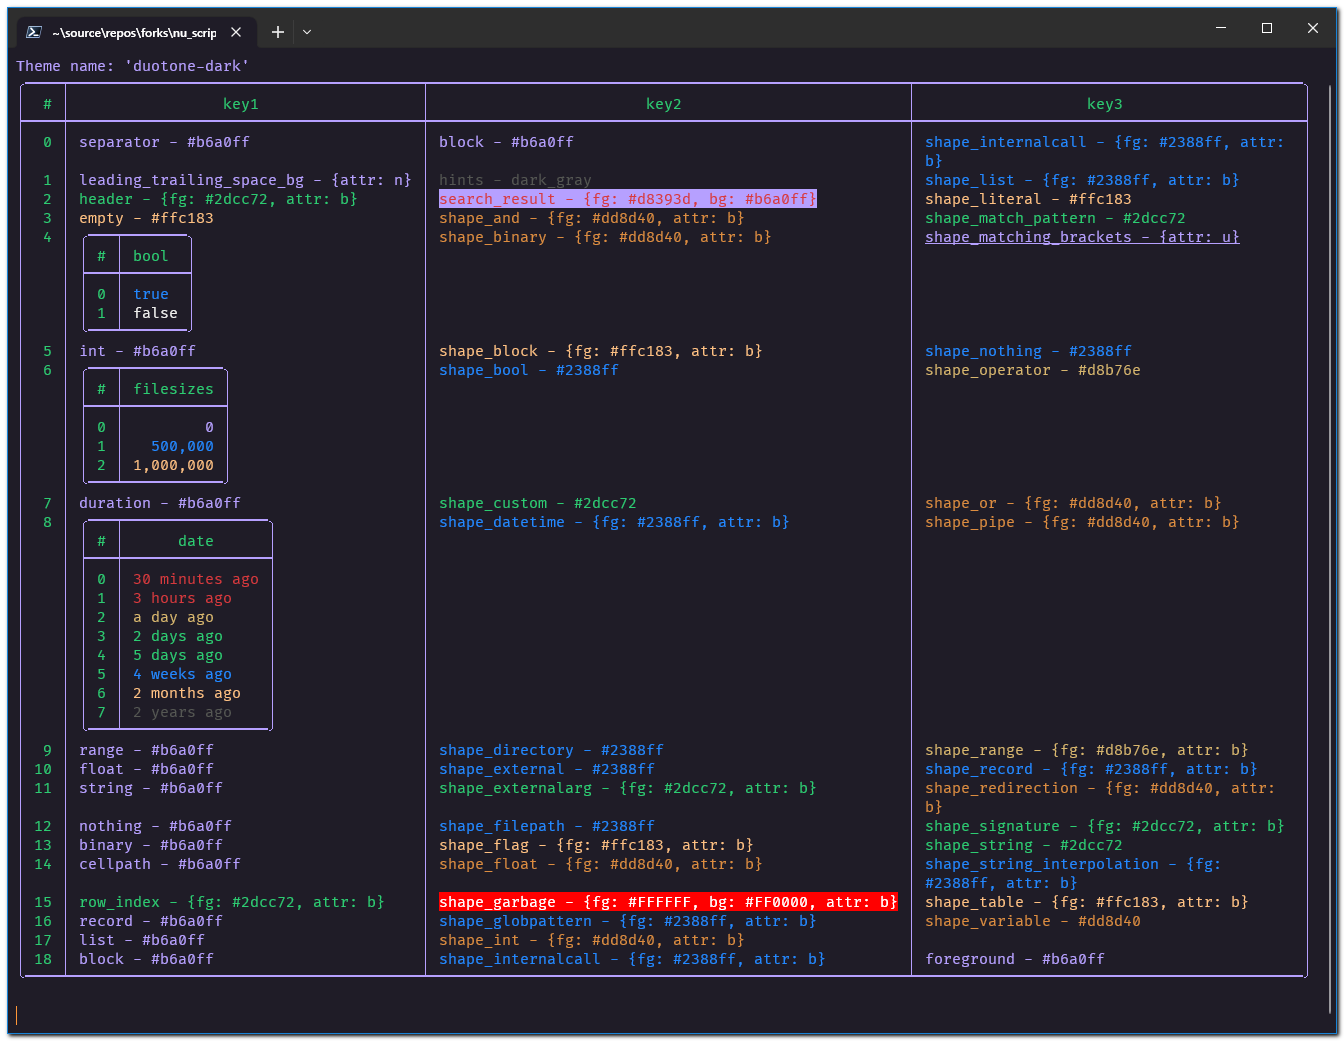 ~\source\repos\forks\nu_scrip
Theme name: 'duotone-dark'
# key1 key2 key3
0 separator - #b6a0ff block - #b6a0ff shape_internalcall - {fg: #2388ff, attr:
b}
1 leading_trailing_space_bg - {attr: n} hints - dark_gray shape_list - {fg: #2388ff, attr: b}
2 header - {fg: #2dcc72, attr: b} search_result - {fg: #d8393d, bg: #b6a0ff} shape_literal - #ffc183
3 empty - #ffc183 shape_and - {fg: #dd8d40, attr: b} shape_match_pattern - #2dcc72
4 shape_binary - {fg: #dd8d40, attr: b} shape_matching_brackets - {attr: u}
# bool
0 true
1 false
5 int - #b6a0ff shape_block - {fg: #ffc183, attr: b} shape_nothing - #2388ff
6 shape_bool - #2388ff shape_operator - #d8b76e
# filesizes
0 0
1 500,000
2 1,000,000
7 duration - #b6a0ff shape_custom - #2dcc72 shape_or - {fg: #dd8d40, attr: b}
8 shape_datetime - {fg: #2388ff, attr: b} shape_pipe - {fg: #dd8d40, attr: b}
# date
0 30 minutes ago
1 3 hours ago
2 a day ago
3 2 days ago
4 5 days ago
5 4 weeks ago
6 2 months ago
7 2 years ago
9 range - #b6a0ff shape_directory - #2388ff shape_range - {fg: #d8b76e, attr: b}
10 float - #b6a0ff shape_external - #2388ff shape_record - {fg: #2388ff, attr: b}
11 string - #b6a0ff shape_externalarg - {fg: #2dcc72, attr: b} shape_redirection - {fg: #dd8d40, attr:
b}
12 nothing - #b6a0ff shape_filepath - #2388ff shape_signature - {fg: #2dcc72, attr: b}
13 binary - #b6a0ff shape_flag - {fg: #ffc183, attr: b} shape_string - #2dcc72
14 cellpath - #b6a0ff shape_float - {fg: #dd8d40, attr: b} shape_string_interpolation - {fg:
#2388ff, attr: b}
15 row_index - {fg: #2dcc72, attr: b} shape_garbage - {fg: #FFFFFF, bg: #FF0000, attr: b} shape_table - {fg: #ffc183, attr: b}
16 record - #b6a0ff shape_globpattern - {fg: #2388ff, attr: b} shape_variable - #dd8d40
17 list - #b6a0ff shape_int - {fg: #dd8d40, attr: b}
18 block - #b6a0ff shape_internalcall - {fg: #2388ff, attr: b} foreground - #b6a0ff